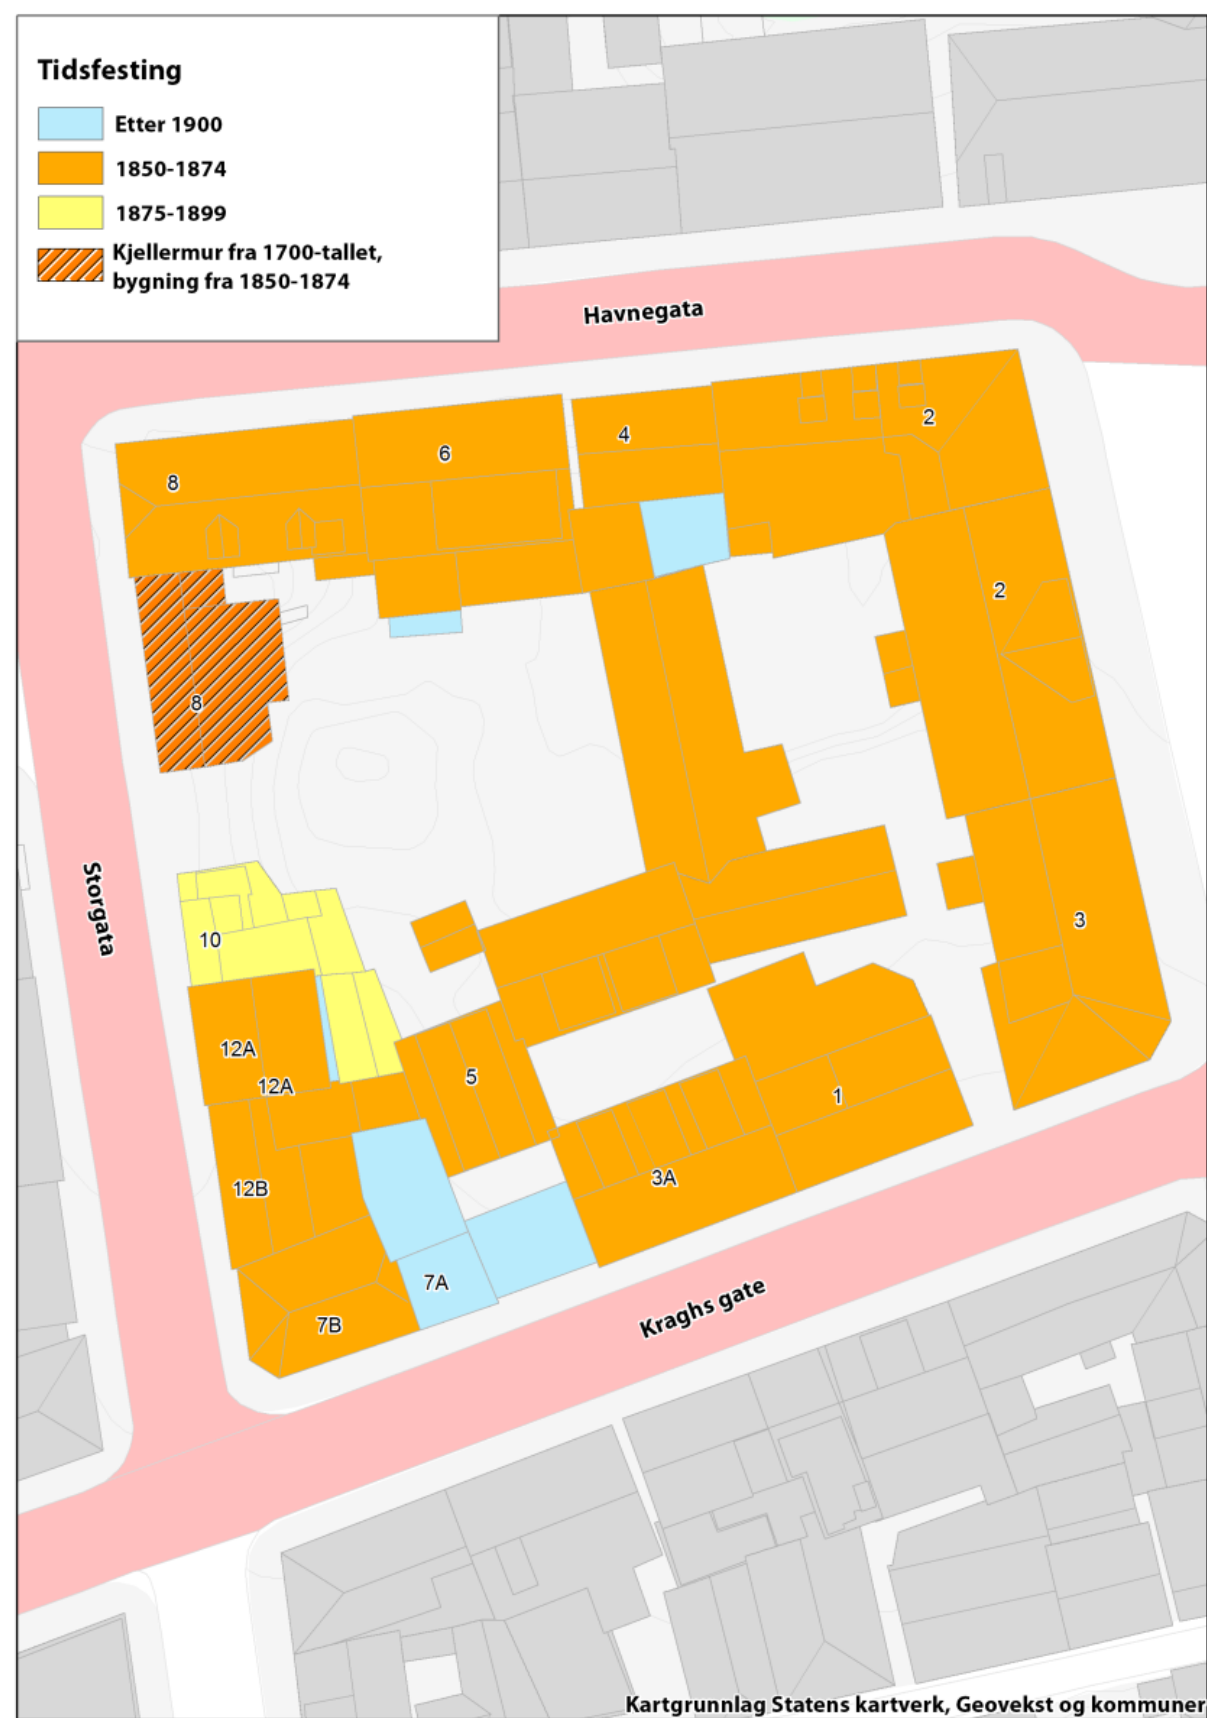 Tidsfesting
Etter 1900
1850-1874
1875-1899
Kjellermur fra 1700-tallet,
bygning fra 1850-1874
Havnegata
2
4
6
8
2
8
3
Storgata
10
12A
5
12A
1
3A
12B
7A
Kraghs gate
7B
Kartgrunnlag Statens kartverk, Geovekst og kommuner